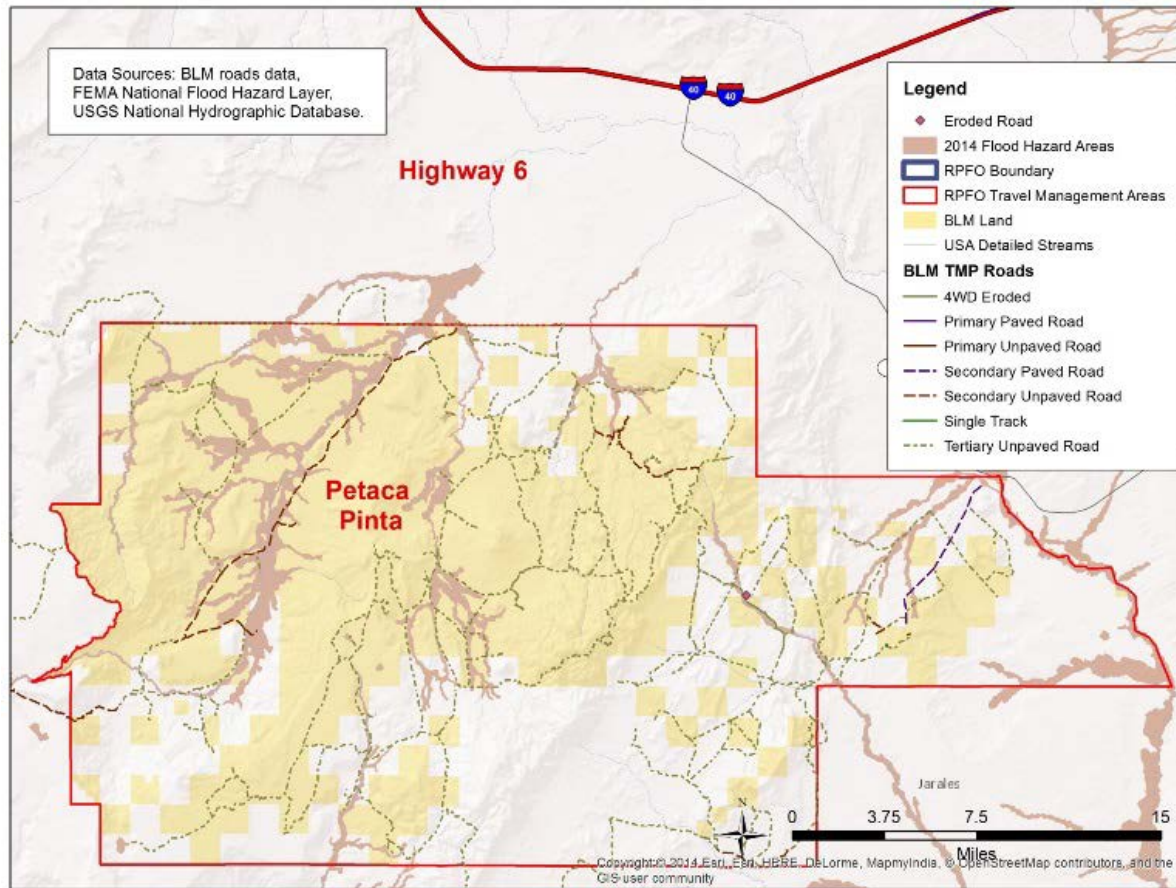 Data Sources: BLM roads data,
FEMA National Flood Hazard Layer,
USGS National Hydrographic Database.
40
40
Highway 6
Petaca
Pinta
Legend
Eroded Road
2014 Flood Hazard Areas
RPFO Boundary
RPFO Travel Management Areas
BLM Land
USA Detailed Streams
BLM TMP Roads
4WD Eroded
Primary Paved Road
Primary Unpaved Road
Secondary Paved Road
Secondary Unpaved Road
Single Track
Tertiary Unpaved Road
Jarales
N
0 3.75 7.5 15
Miles
Copyright:© 2014 Esri, Esri, HERE, DeLorme, MapmyIndia, © OpenStreetMap contributors, and the
GIS user community